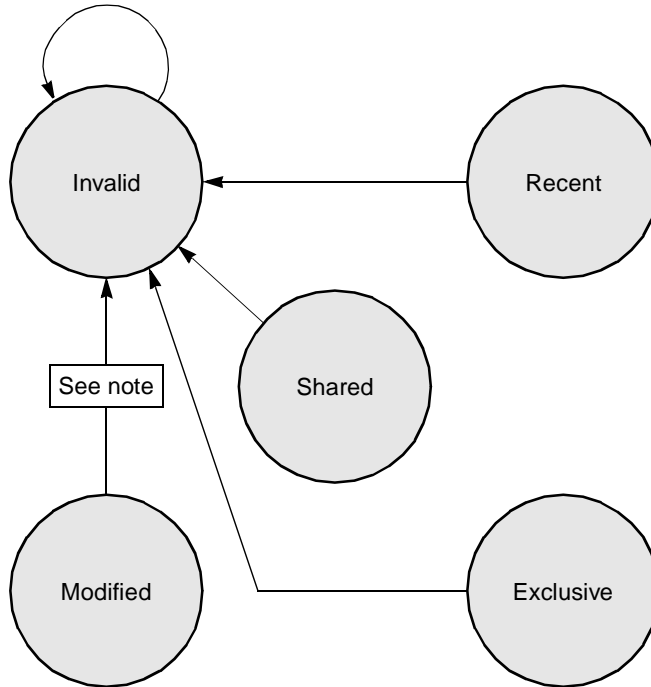 Invalid
Recent
Shared
See note
Modified
Exclusive